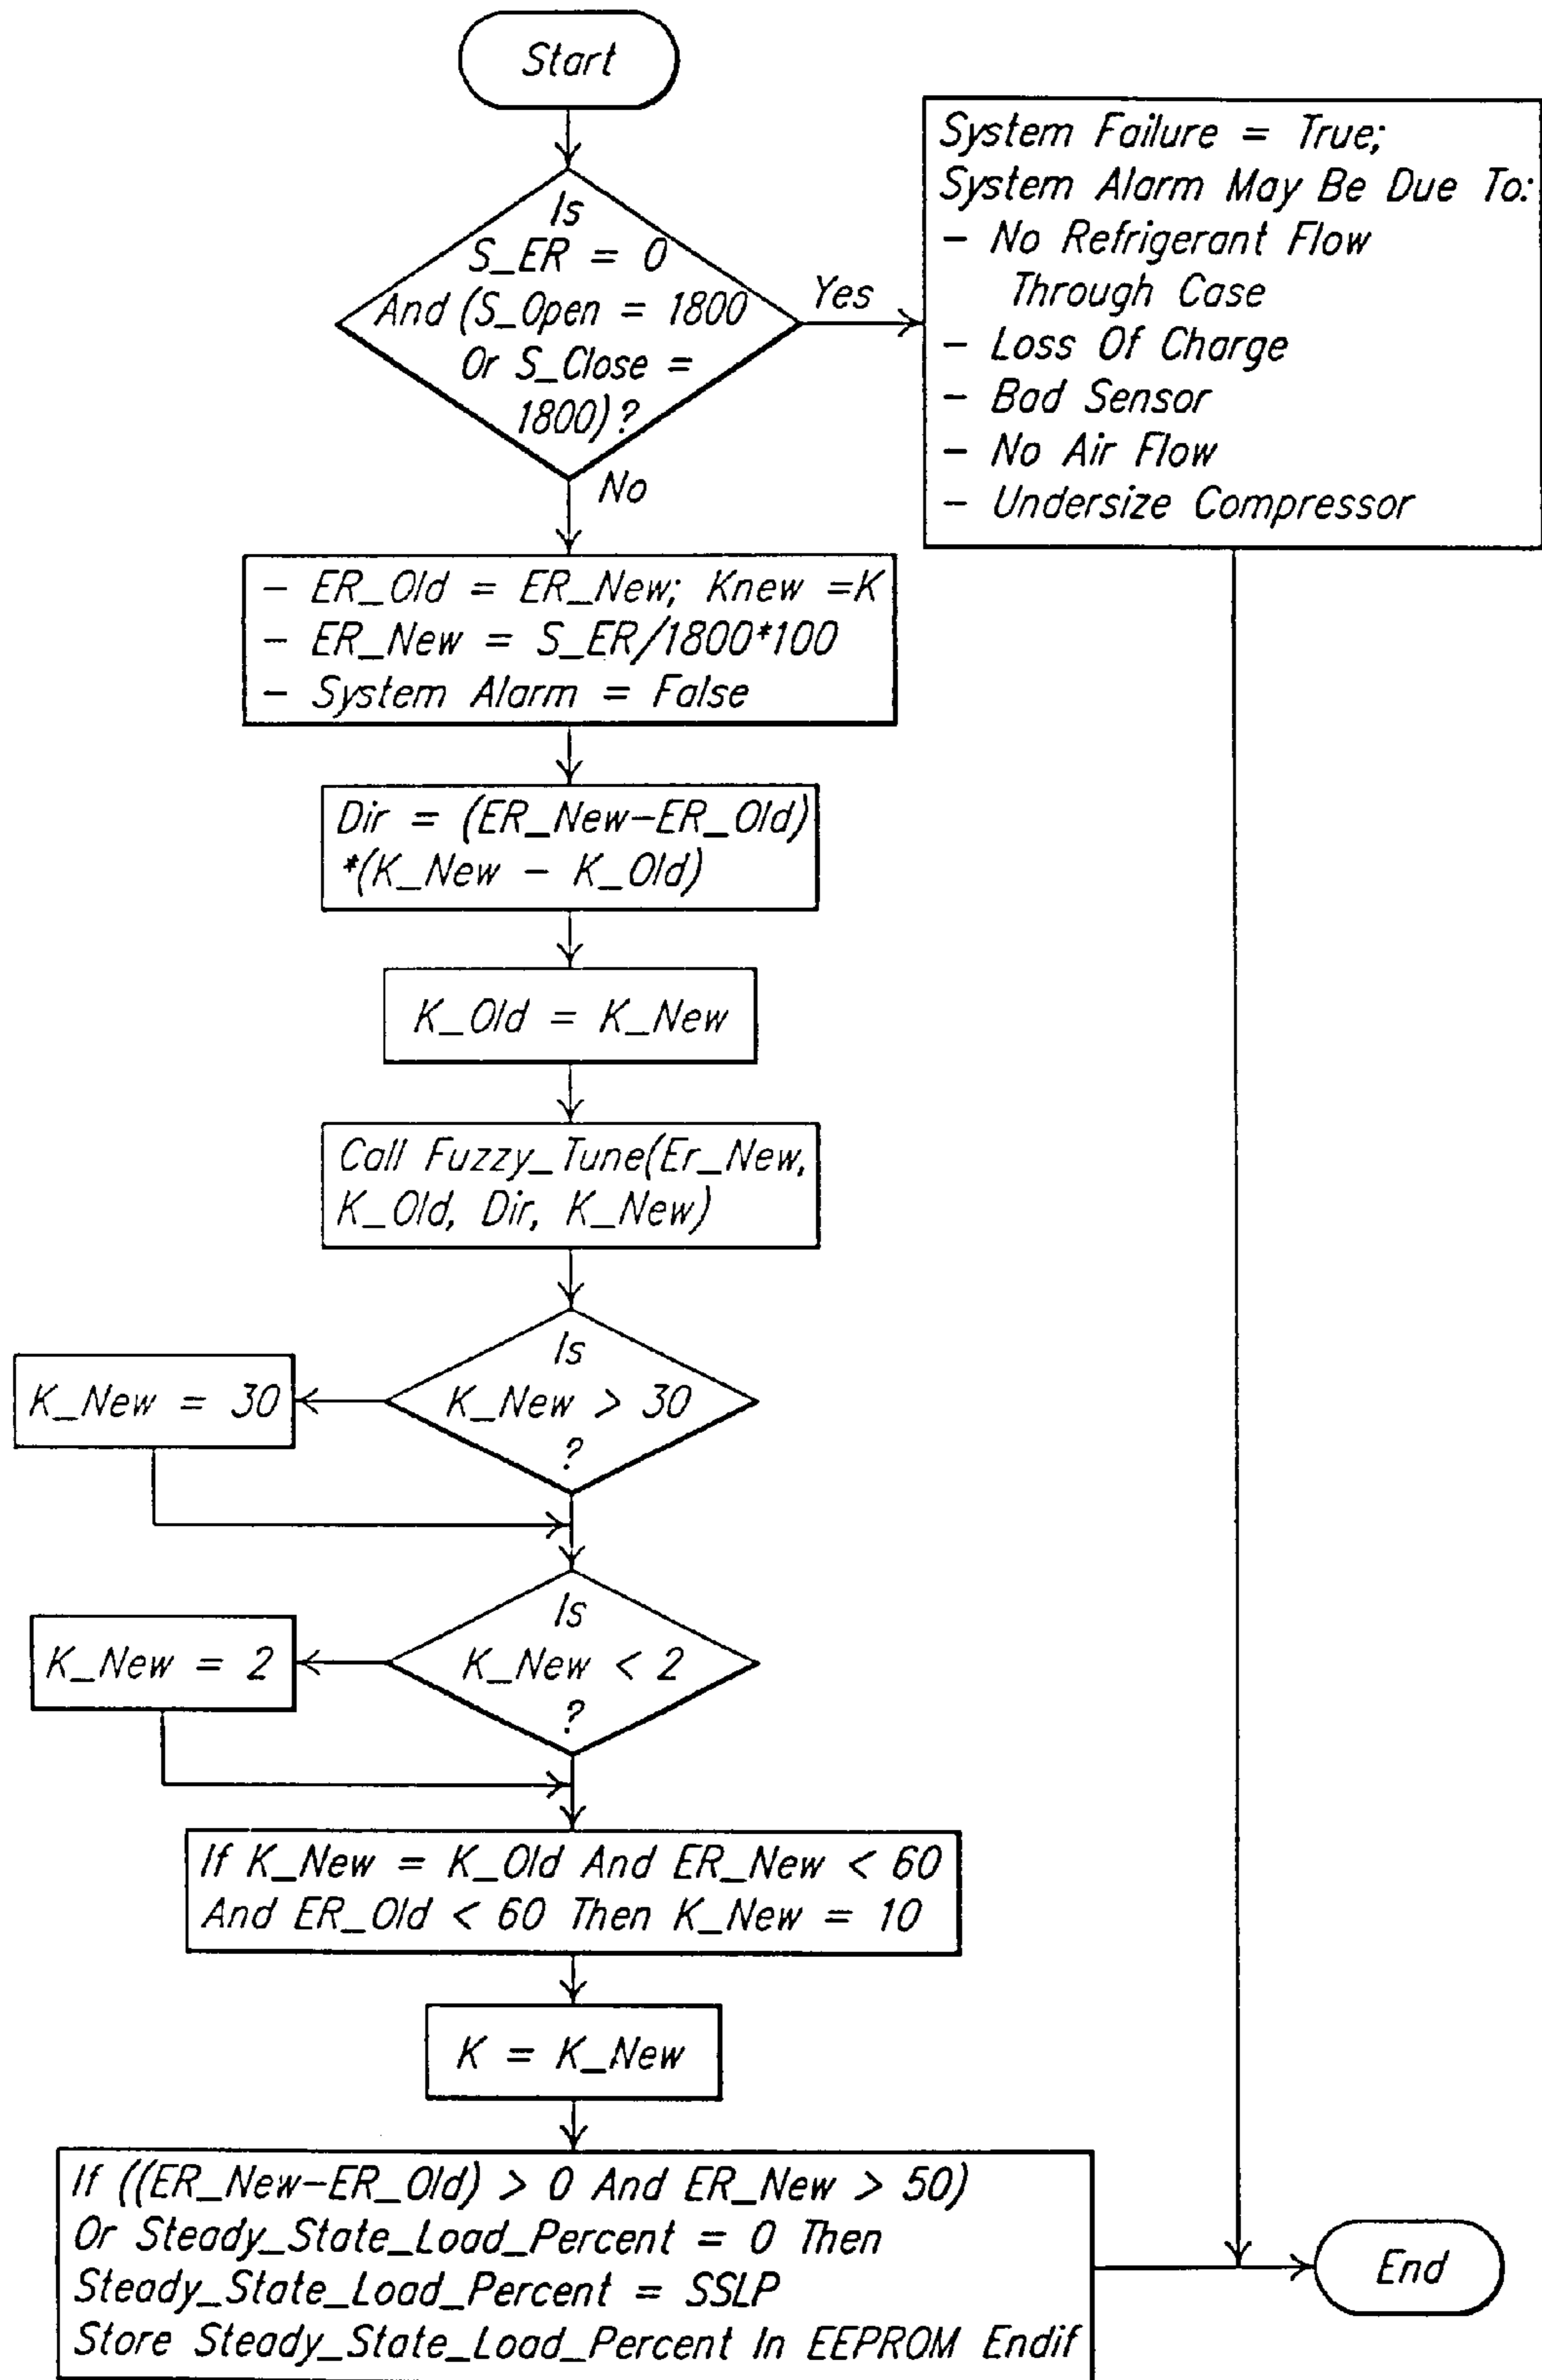 Start
Is
S_ER = 0
And (S_Open = 1800
Or S_Close =
1800)?
Yes
System Failure = True;
System Alarm May Be Due To:
- No Refrigerant Flow
Through Case
- Loss Of Charge
- Bad Sensor
- No Air Flow
- Undersize Compressor
No
- ER_Old = ER_New; Knew =K
- ER_New = S_ER/1800*100
- System Alarm = False
Dir = (ER_New-ER_Old)
*(K_New - K_Old)
K_Old = K_New
Call Fuzzy_Tune(Er_New,
K_Old, Dir, K_New)
Is
K_New > 30
?
K_New = 30
Is
K_New < 2
?
K_New = 2
If K_New = K_Old And ER_New < 60
And ER_Old < 60 Then K_New = 10
K = K_New
If ((ER_New-ER_Old) > 0 And ER_New > 50)
Or Steady_State_Load_Percent = 0 Then
Steady_State_Load_Percent = SSLP
Store Steady_State_Load_Percent In EEPROM Endif
End